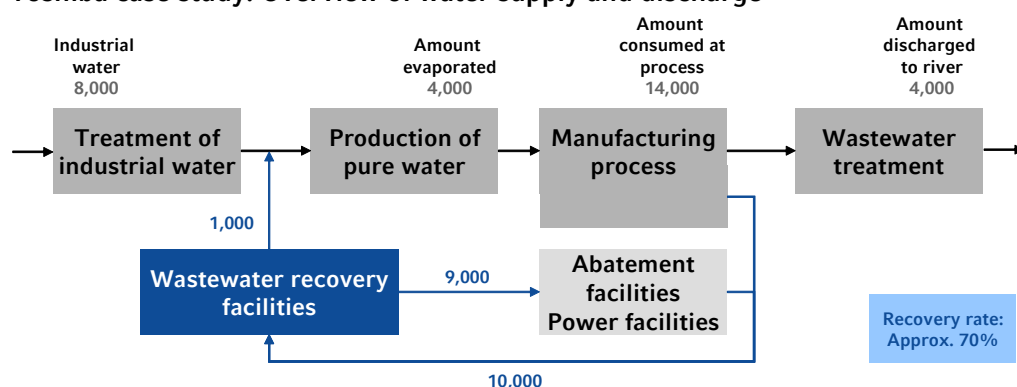 Industrial
water
8,000
Amount
evaporated
4,000
Amount
consumed at
process
14,000
Amount
discharged
to river
4,000
Treatment of
industrial water
Production of
pure water
Manufacturing
process
Wastewater
treatment
1,000
Wastewater recovery
facilities
9,000
Abatement
facilities
Power facilities
Recovery rate:
Approx. 70%
10,000